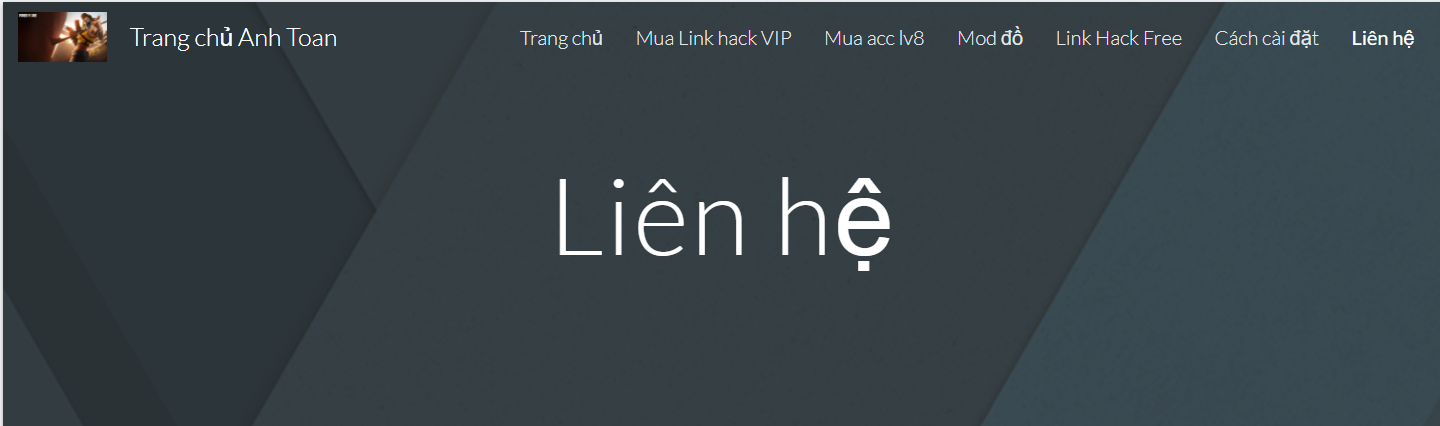 Trang chủ Anh Toan
Trang chủ Mua Link hack VIP Mua acc lv8 Mod đồ Link Hack Free Cách cài đặt Liên hệ
Liên hệ